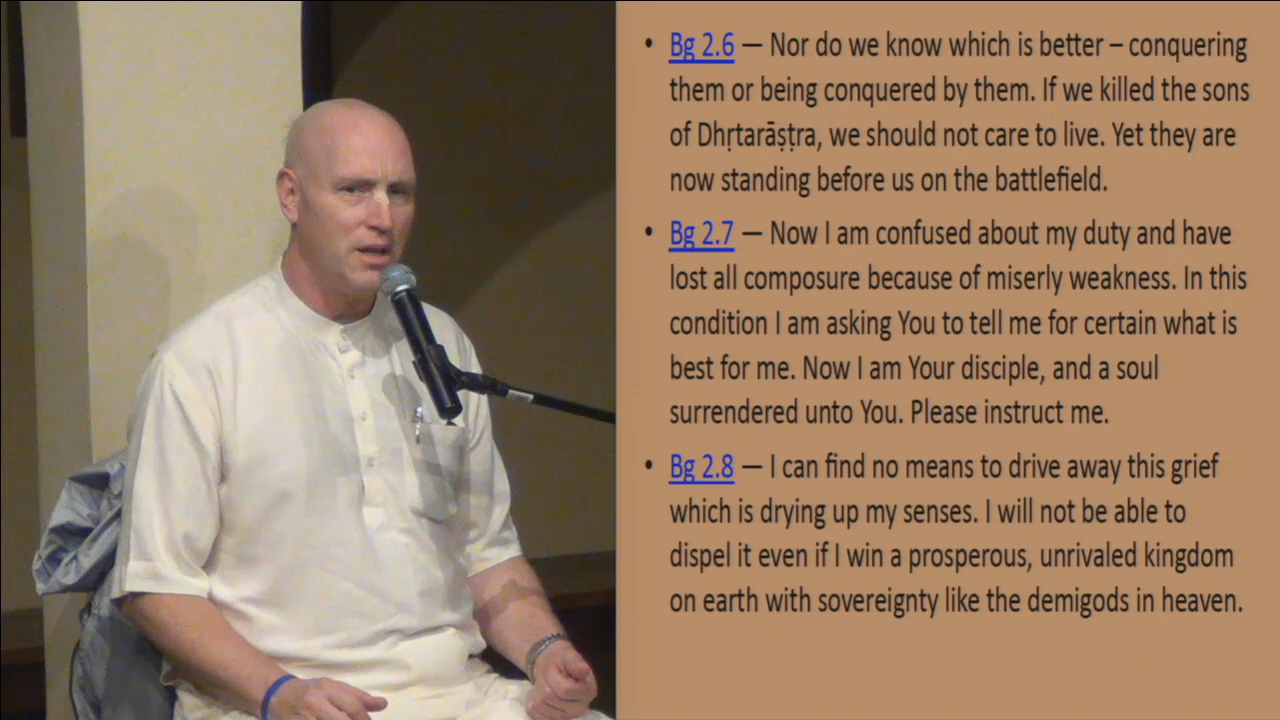 • Bg 2.6 — Nor do we know which is better – conquering
them or being conquered by them. If we killed the sons
of Dhṛtarāṣṭra, we should not care to live. Yet they are
now standing before us on the battlefield.
• Bg 2.7 — Now I am confused about my duty and have
lost all composure because of miserly weakness. In this
condition I am asking You to tell me for certain what is
best for me. Now I am Your disciple, and a soul
surrendered unto You. Please instruct me.
• Bg 2.8 — I can find no means to drive away this grief
which is drying up my senses. I will not be able to
dispel it even if I win a prosperous, unrivaled kingdom
on earth with sovereignty like the demigods in heaven.